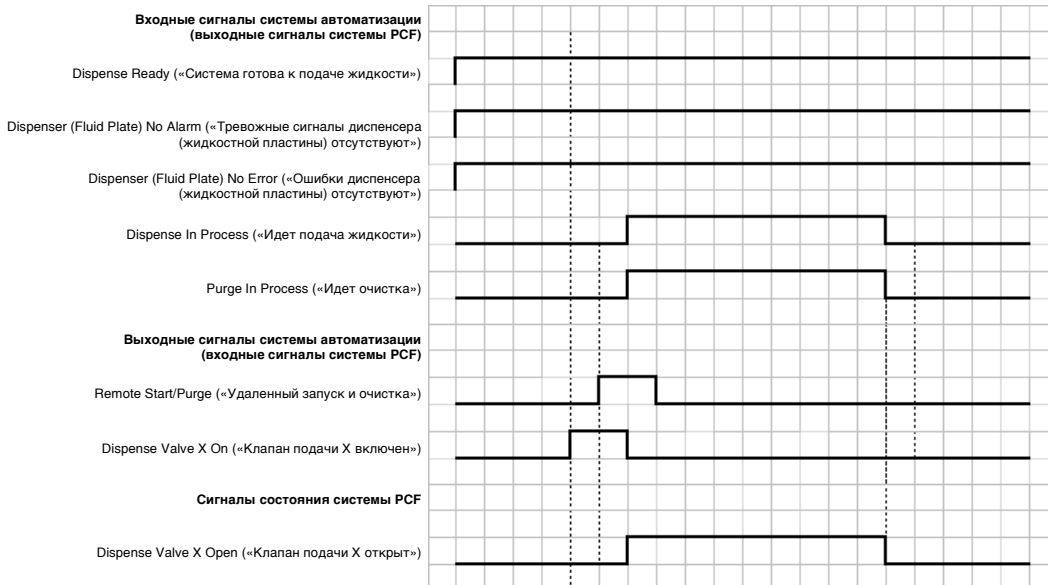 Входные сигналы системы автоматизации
(выходные сигналы системы PCF)
Dispense Ready («Система готова к подаче жидкости»)
Dispenser (Fluid Plate) No Alarm («Тревожные сигналы диспенсера
(жидкостной пластины) отсутствуют»)
Dispenser (Fluid Plate) No Error («Ошибки диспенсера
(жидкостной пластины) отсутствуют»)
Dispense In Process («Идет подача жидкости»)
Purge In Process («Идет очистка»)
Выходные сигналы системы автоматизации
(входные сигналы системы PCF)
Remote Start/Purge («Удаленный запуск и очистка»)
Dispense Valve X On («Клапан подачи X включен»)
Сигналы состояния системы PCF
Dispense Valve X Open («Клапан подачи X открыт»)